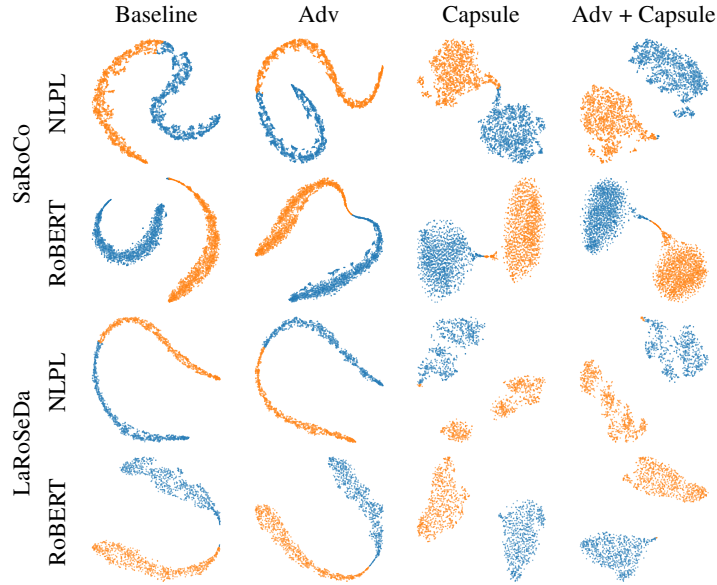 Baseline Adv Capsule Adv + Capsule
SaRoCo
NLPL
RoBERT
LaRoSeDa
NLPL
RoBERT